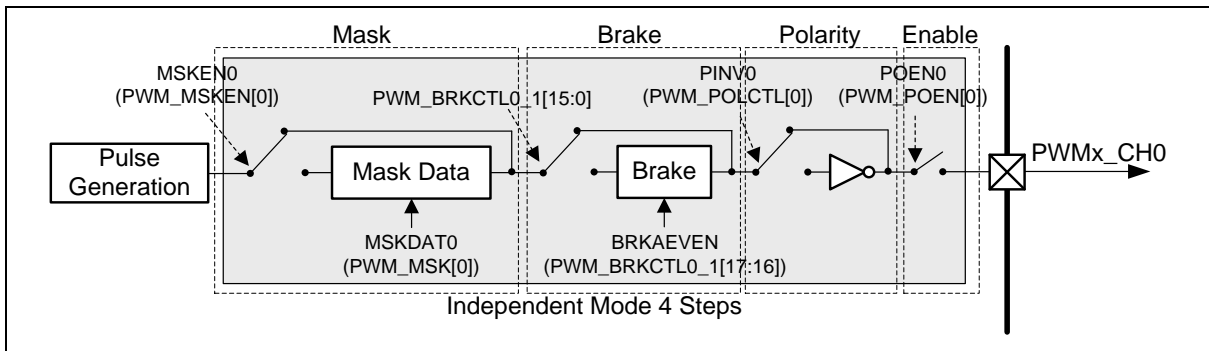 Mask
Brake
Polarity
Enable
MSKEN0
(PWM_MSKEN[0])
PWM_BRKCTL0_1[15:0]
PINV0
(PWM_POLCTL[0])
POEN0
(PWM_POEN[0])
Pulse
Generation
Mask Data
Brake
PWMx_CH0
MSKDAT0
(PWM_MSK[0])
BRKAEVEN
(PWM_BRKCTL0_1[17:16])
Independent Mode 4 Steps